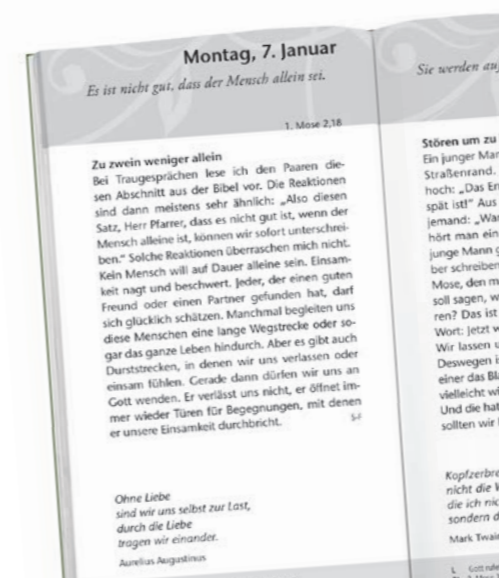 Montag, 7. Januar
Es ist nicht gut, dass der Mensch allein sei.
1. Mose 2,18
Zu zwein weniger allein
Bei Traugesprächen lese ich den Paaren die-
sen Abschnitt aus der Bibel vor. Die Reaktionen
sind dann meistens sehr ähnlich: „Also diesen
Satz, Herr Pfarrer, dass es nicht gut ist, wenn der
Mensch alleine ist, können wir sofort unterschrei-
ben.“ Solche Reaktionen überraschen mich nicht.
Kein Mensch will auf Dauer alleine sein. Einsam-
keit nagt und beschwert. Jeder, der einen guten
Freund oder einen Partner gefunden hat, darf
sich glücklich schätzen. Manchmal begleiten uns
diese Menschen eine lange Wegstrecke oder so-
gar das ganze Leben hindurch. Aber es gibt auch
Durststrecken, in denen wir uns verlassen oder
einsam fühlen. Gerade dann dürfen wir uns an
Gott wenden. Er verlässt uns nicht, er öffnet im-
mer wieder Türen für Begegnungen, mit denen
er unsere Einsamkeit durchbricht.
Ohne Liebe
sind wir uns selbst zur Last,
durch die Liebe
tragen wir einander.
Aurelius Augustinus
Sie werden
Stören um zu
Ein junger
Straßenrand.
hoch: „Das
spät ist!“ Aus
jemand:
hört man ein
junge Mann
ber schreiben
Mose, den
soll sagen,
ren? Das ist
Wort: Jetzt
Wir lassen
Deswegen
einer das
vielleicht
Und die
sollten wir
nicht die
die ich
sondern
Mark